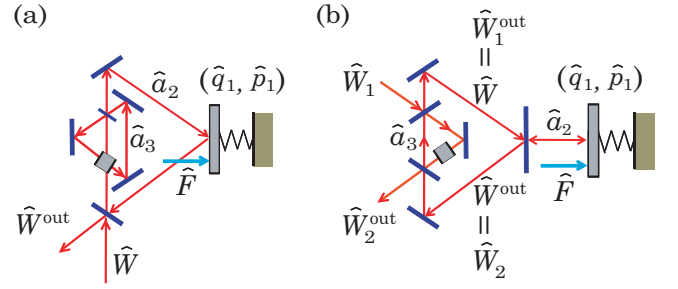 (a)
â₂
(q̂₁, p̂₁)
â₃
F̂
Ŵᵒᵘᵗ
Ŵ
(b)
Ŵ₁ᵒᵘᵗ
=
Ŵ₁
Ŵ
(q̂₁, p̂₁)
â₃
â₂
F̂
Ŵ₂ᵒᵘᵗ
Ŵᵒᵘᵗ
=
Ŵ₂